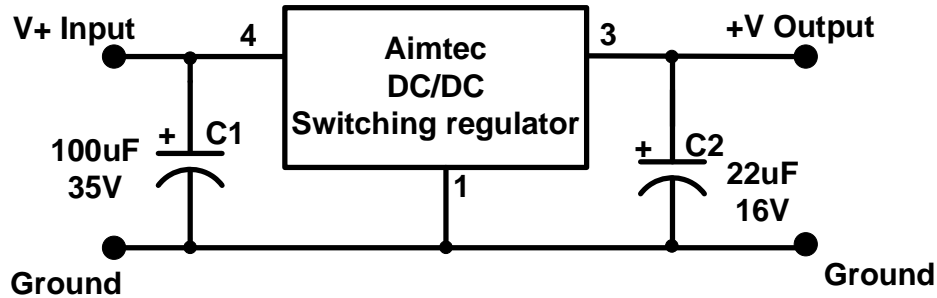 V+ Input
4
Aimtec
DC/DC
Switching regulator
3
+V Output
+
C1
100uF
35V
1
+
C2
22uF
16V
Ground
Ground